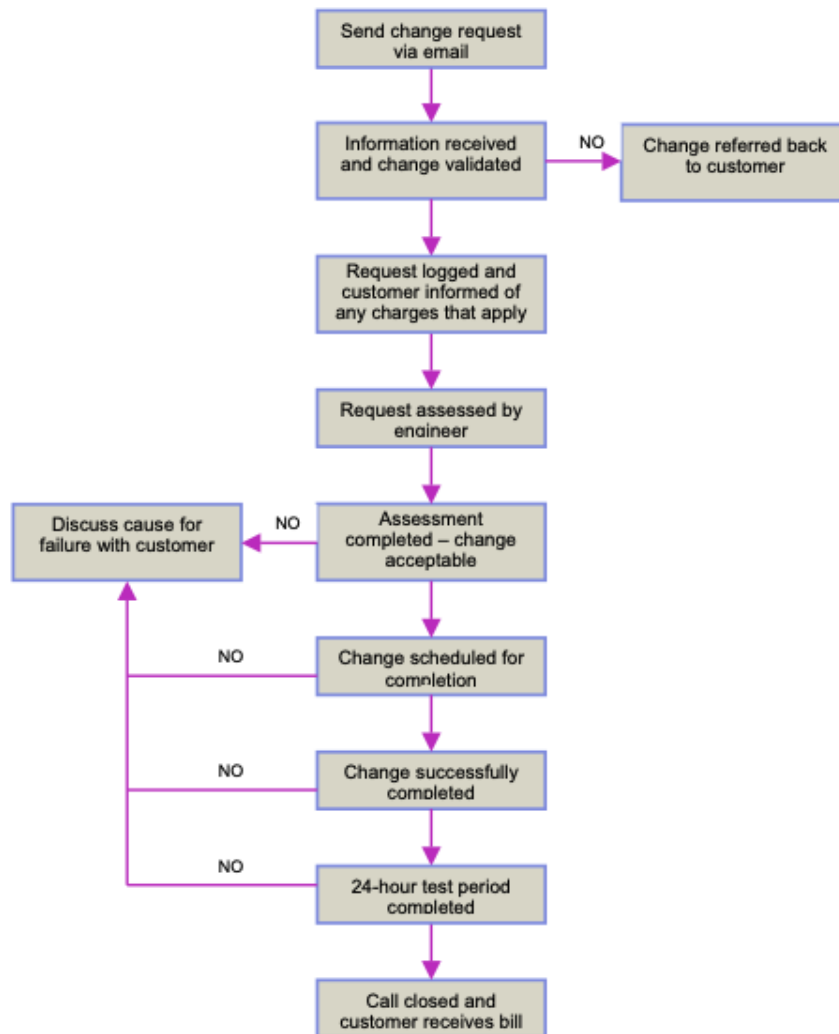 Send change request
via email
Information received
and change validated
NO
Change referred back
to customer
Request logged and
customer informed of
any charges that apply
Request assessed by
engineer
Discuss cause for
failure with customer
NO
Assessment
completed – change
acceptable
NO
Change scheduled for
completion
NO
Change successfully
completed
NO
24-hour test period
completed
Call closed and
customer receives bill